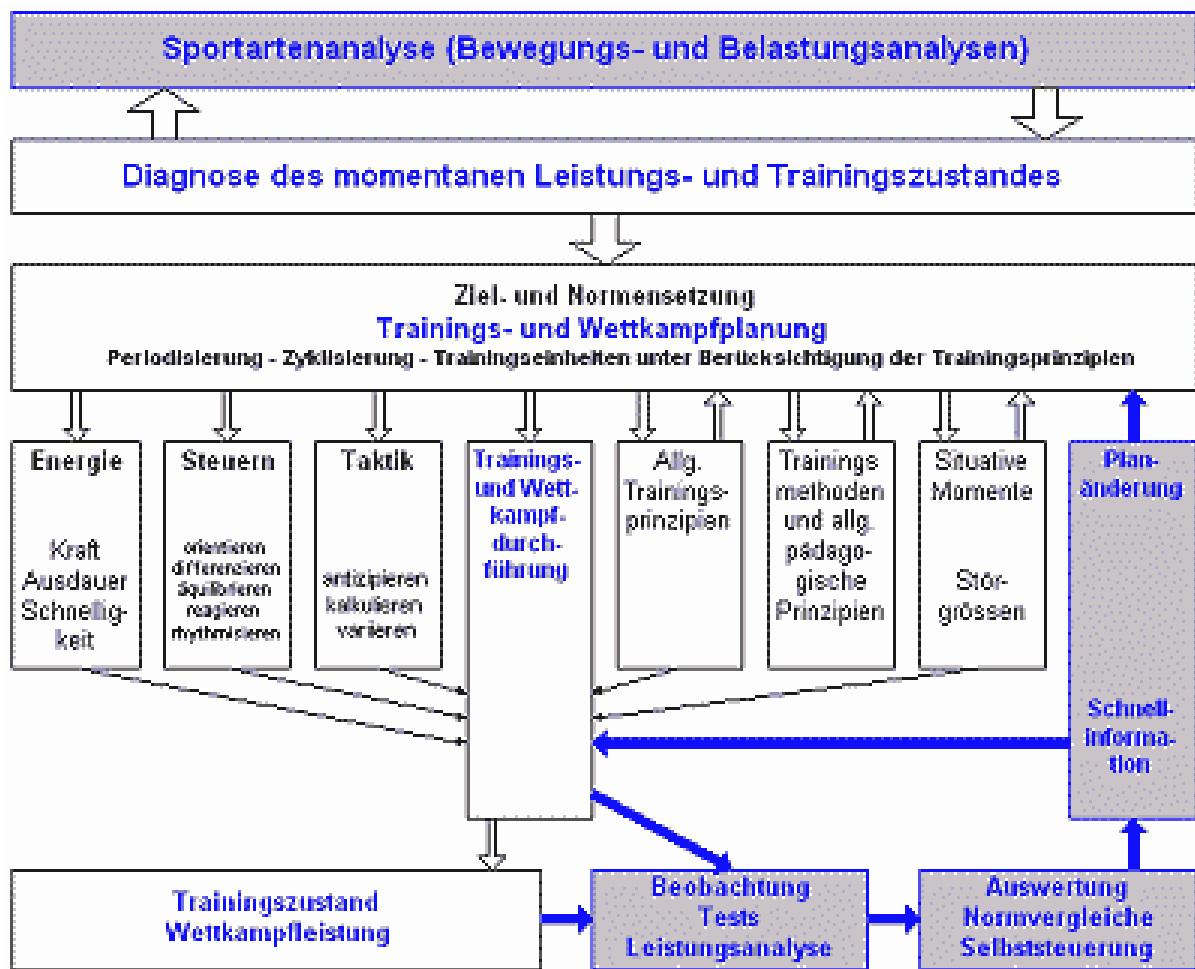 Sportartenanalyse (Bewegungs- und Belastungsanalysen)
Diagnose des momentanen Leistungs- und Trainingszustandes
Ziel- und Normensetzung
Trainings- und Wettkampfplanung
Periodisierung - Zyklisierung - Trainingseinheiten unter Berücksichtigung der Trainingsprinzipien
Energie
Kraft
Ausdauer
Schnellig-
keit
Steuern
orientieren
differenzieren
äquilibrieren
reagieren
rhythmisieren
Taktik
antizipieren
kalkulieren
variieren
Trainings-
und Wett-
kampf-
durch-
führung
Allg.
Trainings-
prinzipien
Trainings
methoden
und allg.
pädago-
gische
Prinzipien
Situative
Momente
Stör-
grössen
Plan-
änderung
Schnell-
informa-
tion
Trainingszustand
Wettkampfleistung
Beobachtung
Tests
Leistungsanalyse
Auswertung
Normvergleiche
Selbststeuerung